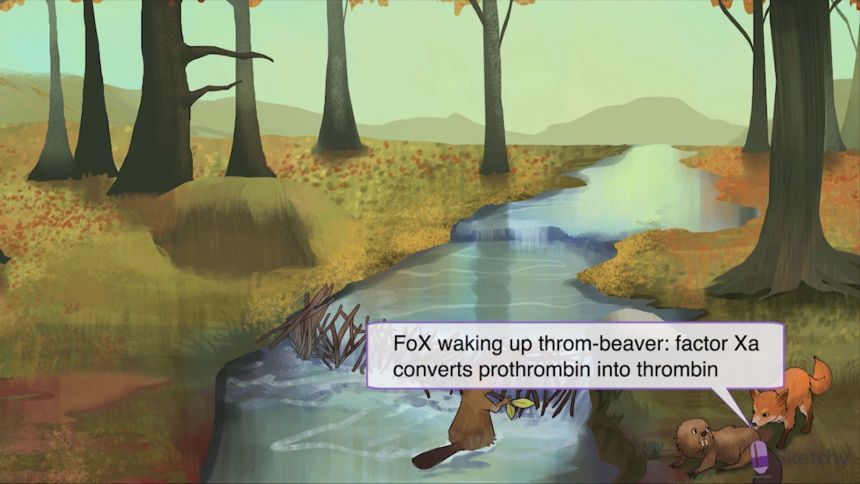 FoX waking up throm-beaver: factor Xa
converts prothrombin into thrombin
sketchy